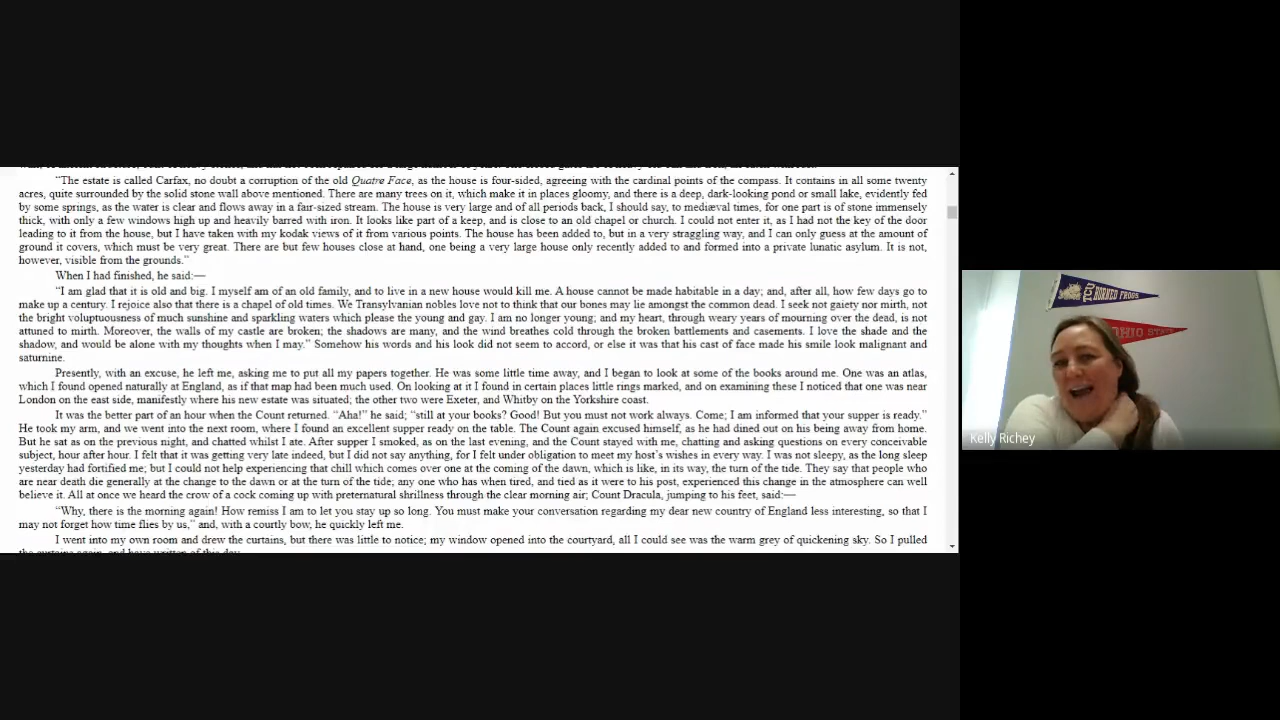 “The estate is called Carfax, no doubt a corruption of the old Quatre Face, as the house is four-sided, agreeing with the cardinal points of the compass. It contains in all some twenty
acres, quite surrounded by the solid stone wall above mentioned. There are many trees on it, which make it in places gloomy, and there is a deep, dark-looking pond or small lake, evidently fed
by some springs, as the water is clear and flows away in a fair-sized stream. The house is very large and of all periods back, I should say, to mediæval times, for one part is of stone immensely
thick, with only a few windows high up and heavily barred with iron. It looks like part of a keep, and is close to an old chapel or church. I could not enter it, as I had not the key of the door
leading to it from the house, but I have taken with my kodak views of it from various points. The house has been added to, but in a very straggling way, and I can only guess at the amount of
ground it covers, which must be very great. There are but few houses close at hand, one being a very large house only recently added to and formed into a private lunatic asylum. It is not,
however, visible from the grounds.”
When I had finished, he said:—
“I am glad that it is old and big. I myself am of an old family, and to live in a new house would kill me. A house cannot be made habitable in a day; and, after all, how few days go to
make up a century. I rejoice also that there is a chapel of old times. We Transylvanian nobles love not to think that our bones may lie amongst the common dead. I seek not gaiety nor mirth, not
the bright voluptuousness of much sunshine and sparkling waters which please the young and gay. I am no longer young; and my heart, through weary years of mourning over the dead, is not
attuned to mirth. Moreover, the walls of my castle are broken; the shadows are many, and the wind breathes cold through the broken battlements and casements. I love the shade and the
shadow, and would be alone with my thoughts when I may.” Somehow his words and his look did not seem to accord, or else it was that his cast of face made his smile look malignant and
saturnine.
Presently, with an excuse, he left me, asking me to put all my papers together. He was some little time away, and I began to look at some of the books around me. One was an atlas,
which I found opened naturally at England, as if that map had been much used. On looking at it I found in certain places little rings marked, and on examining these I noticed that one was near
London on the east side, manifestly where his new estate was situated; the other two were Exeter, and Whitby on the Yorkshire coast.
It was the better part of an hour when the Count returned. “Aha!” he said; “still at your books? Good! But you must not work always. Come; I am informed that your supper is ready.”
He took my arm, and we went into the next room, where I found an excellent supper ready on the table. The Count again excused himself, as he had dined out on his being away from home.
But he sat as on the previous night, and chatted whilst I ate. After supper I smoked, as on the last evening, and the Count stayed with me, chatting and asking questions on every conceivable
subject, hour after hour. I felt that it was getting very late indeed, but I did not say anything, for I felt under obligation to meet my host’s wishes in every way. I was not sleepy, as the long sleep
yesterday had fortified me; but I could not help experiencing that chill which comes over one at the coming of the dawn, which is like, in its way, the turn of the tide. They say that people who
are near death die generally at the change to the dawn or at the turn of the tide; any one who has when tired, and tied as it were to his post, experienced this change in the atmosphere can well
believe it. All at once we heard the crow of a cock coming up with preternatural shrillness through the clear morning air; Count Dracula, jumping to his feet, said:—
“Why, there is the morning again! How remiss I am to let you stay up so long. You must make your conversation regarding my dear new country of England less interesting, so that I
may not forget how time flies by us,” and, with a courtly bow, he quickly left me.
I went into my own room and drew the curtains, but there was little to notice; my window opened into the courtyard, all I could see was the warm grey of quickening sky. So I pulled
the curtains again, and have written of this day.
TCU HORNED FROGS
OHIO STATE
Kelly Richey